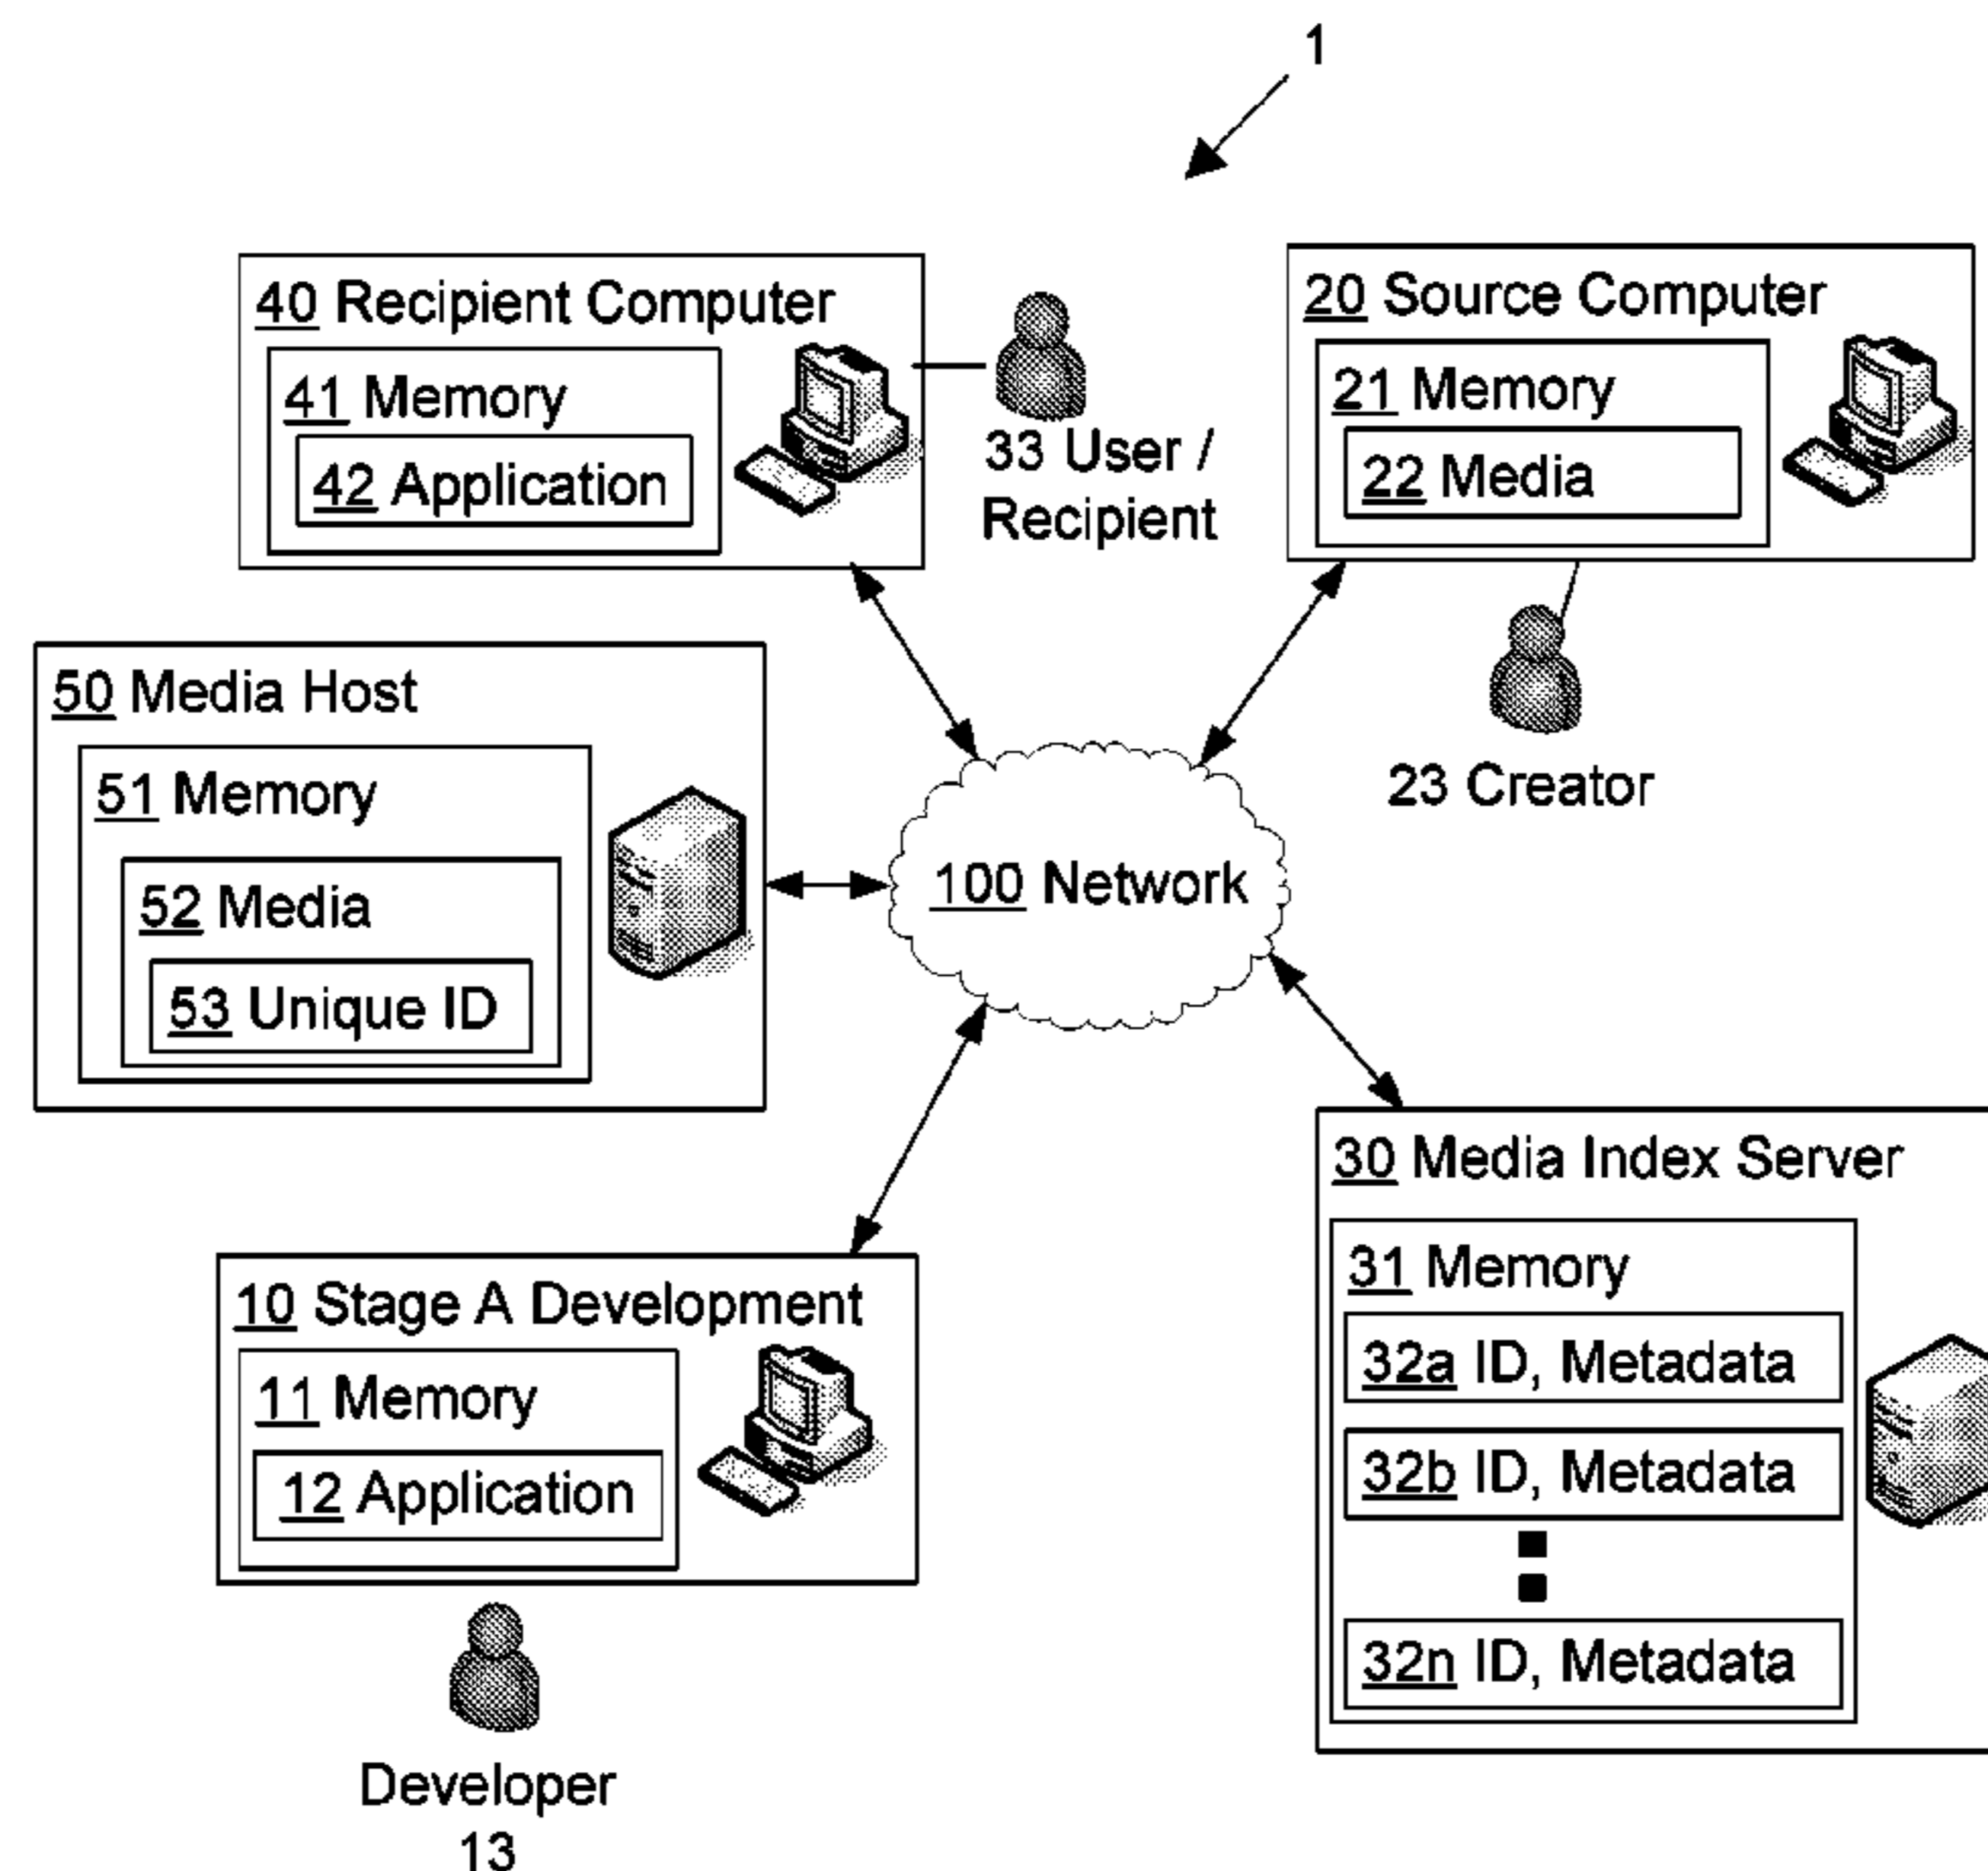 1
40 Recipient Computer
41 Memory
42 Application
33 User /
Recipient
20 Source Computer
21 Memory
22 Media
23 Creator
50 Media Host
51 Memory
52 Media
53 Unique ID
100 Network
10 Stage A Development
11 Memory
12 Application
Developer
13
30 Media Index Server
31 Memory
32a ID, Metadata
32b ID, Metadata
32n ID, Metadata